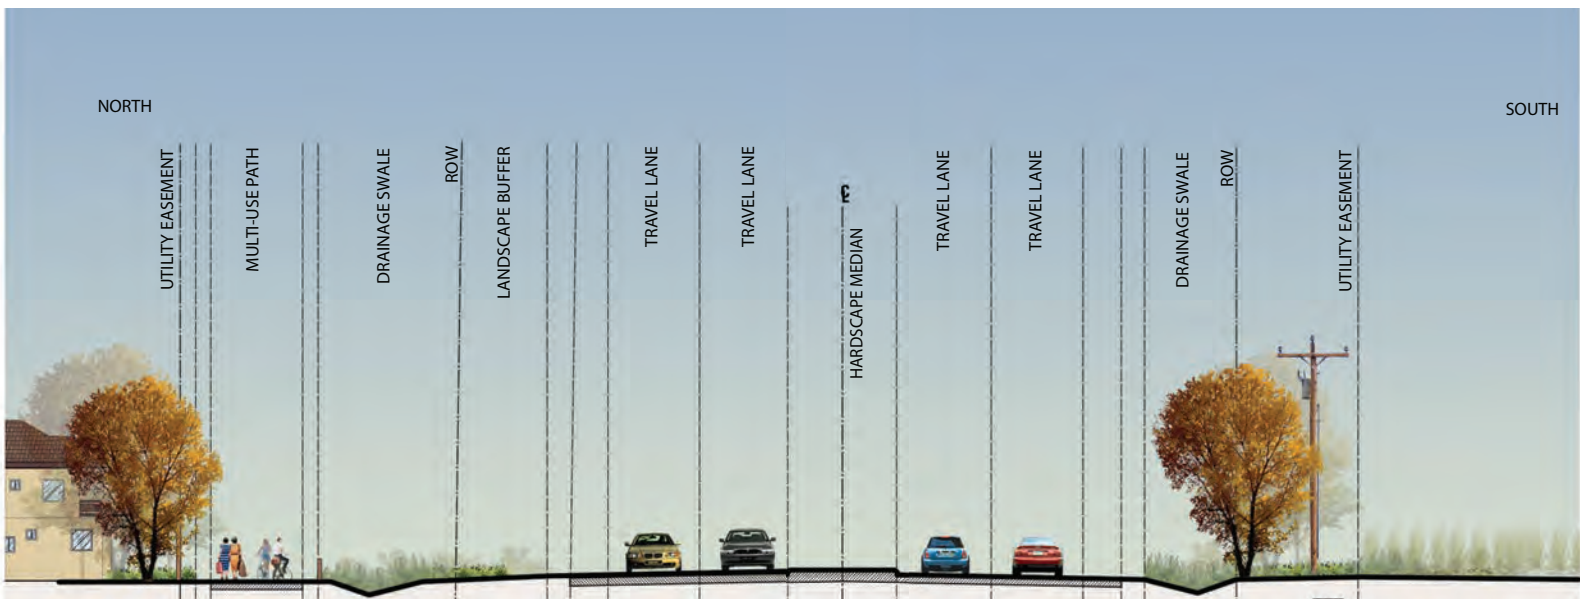 NORTH
SOUTH
UTILITY EASEMENT
MULTI-USE PATH
DRAINAGE SWALE
ROW
LANDSCAPE BUFFER
TRAVEL LANE
TRAVEL LANE
℄
HARDSCAPE MEDIAN
TRAVEL LANE
TRAVEL LANE
DRAINAGE SWALE
ROW
UTILITY EASEMENT